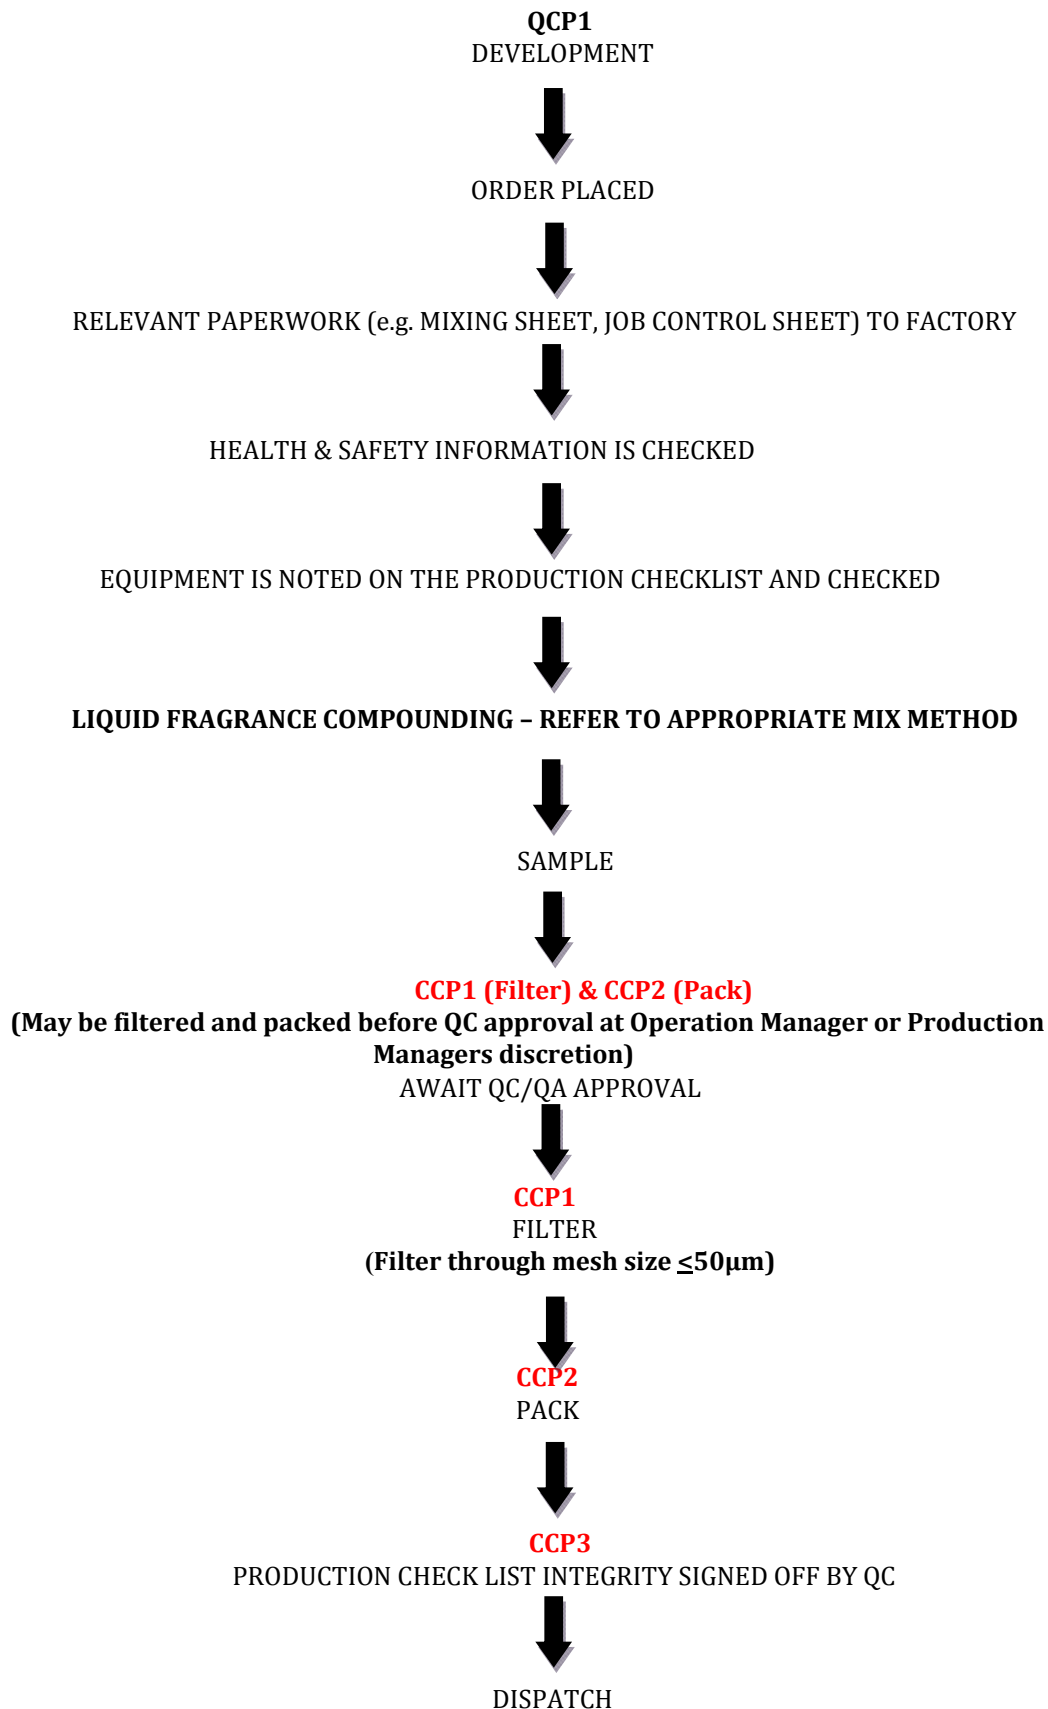 QCP1
DEVELOPMENT
ORDER PLACED
RELEVANT PAPERWORK (e.g. MIXING SHEET, JOB CONTROL SHEET) TO FACTORY
HEALTH & SAFETY INFORMATION IS CHECKED
EQUIPMENT IS NOTED ON THE PRODUCTION CHECKLIST AND CHECKED
LIQUID FRAGRANCE COMPOUNDING – REFER TO APPROPRIATE MIX METHOD
SAMPLE
CCP1 (Filter) & CCP2 (Pack)
(May be filtered and packed before QC approval at Operation Manager or Production
Managers discretion)
AWAIT QC/QA APPROVAL
CCP1
FILTER
(Filter through mesh size <50µm)
CCP2
PACK
CCP3
PRODUCTION CHECK LIST INTEGRITY SIGNED OFF BY QC
DISPATCH